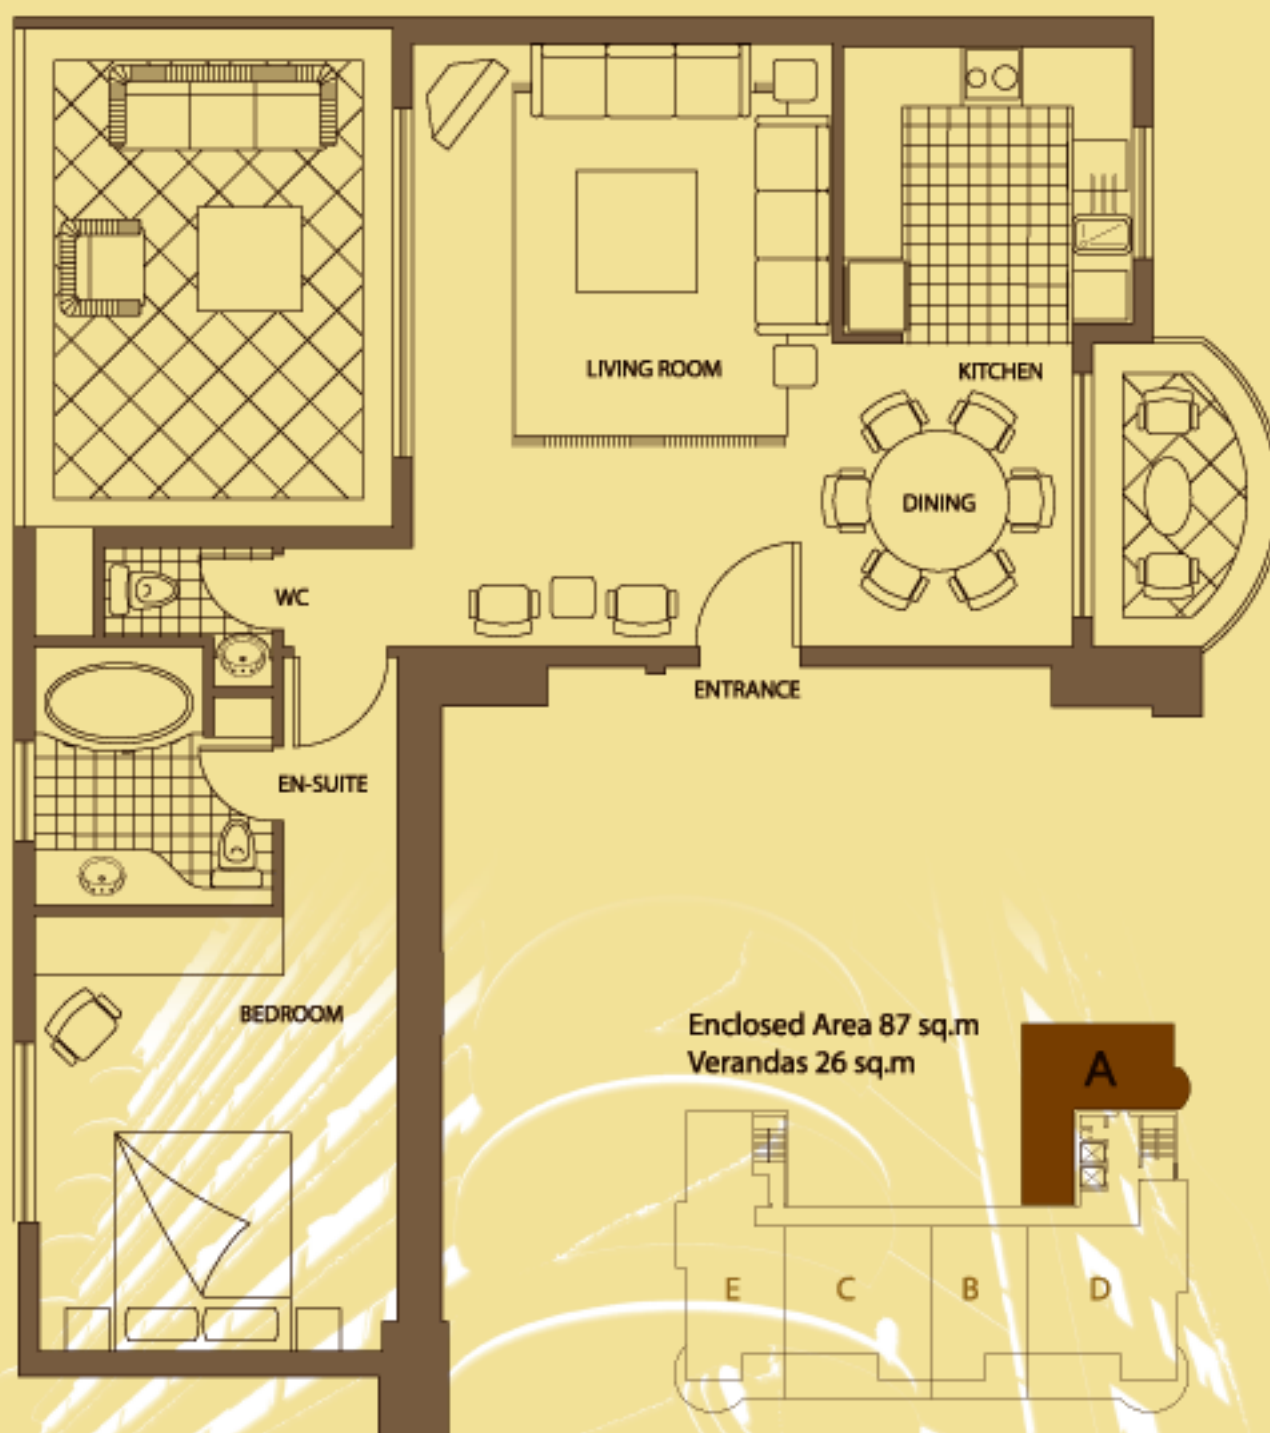 LIVING ROOM
KITCHEN
DINING
WC
ENTRANCE
EN-SUITE
BEDROOM
Enclosed Area 87 sq.m
Verandas 26 sq.m
A
E
C
B
D